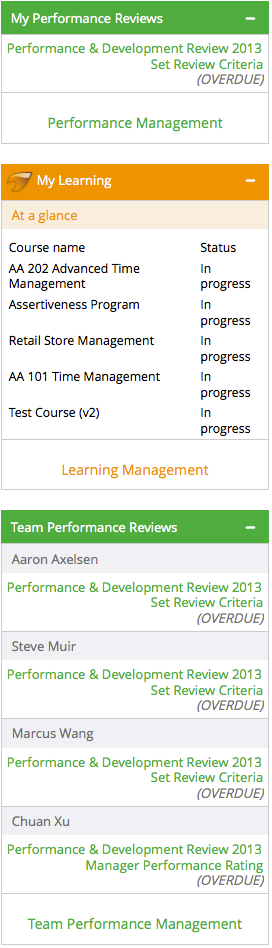 My Performance Reviews
Performance & Development Review 2013
Set Review Criteria
(OVERDUE)
Performance Management
My Learning
At a glance
Course name Status
AA 202 Advanced Time In
Management progress
Assertiveness Program In
progress
Retail Store Management In
progress
AA 101 Time Management In
progress
Test Course (v2) In
progress
Learning Management
Team Performance Reviews
Aaron Axelsen
Performance & Development Review 2013
Set Review Criteria
(OVERDUE)
Steve Muir
Performance & Development Review 2013
Set Review Criteria
(OVERDUE)
Marcus Wang
Performance & Development Review 2013
Set Review Criteria
(OVERDUE)
Chuan Xu
Performance & Development Review 2013
Manager Performance Rating
(OVERDUE)
Team Performance Management